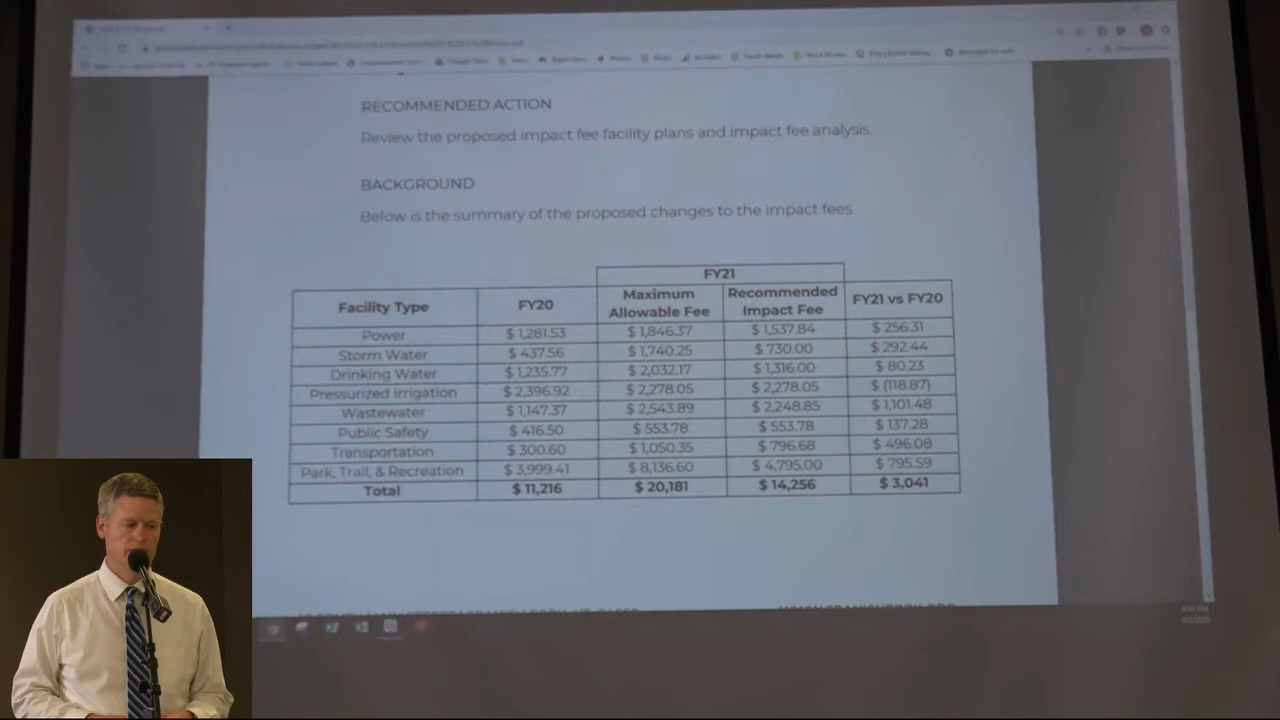 RECOMMENDED ACTION
Review the proposed impact fee facility plans and impact fee analysis.
BACKGROUND
Below is the summary of the proposed changes to the impact fees.
FY21
Facility Type FY20 Maximum Allowable Fee Recommended Impact Fee FY21 vs FY20
Power $ 1,281.53 $ 1,846.37 $ 1,537.84 $ 256.31
Storm Water $ 437.56 $ 1,740.25 $ 730.00 $ 292.44
Drinking Water $ 1,235.77 $ 2,032.17 $ 1,316.00 $ 80.23
Pressurized Irrigation $ 2,396.92 $ 2,278.05 $ 2,278.05 $ (118.87)
Wastewater $ 1,147.37 $ 2,543.89 $ 2,248.85 $ 1,101.48
Public Safety $ 416.50 $ 553.78 $ 553.78 $ 137.28
Transportation $ 300.60 $ 1,050.35 $ 796.68 $ 496.08
Park, Trail, & Recreation $ 3,999.41 $ 8,136.60 $ 4,795.00 $ 795.59
Total $ 11,216 $ 20,181 $ 14,256 $ 3,041